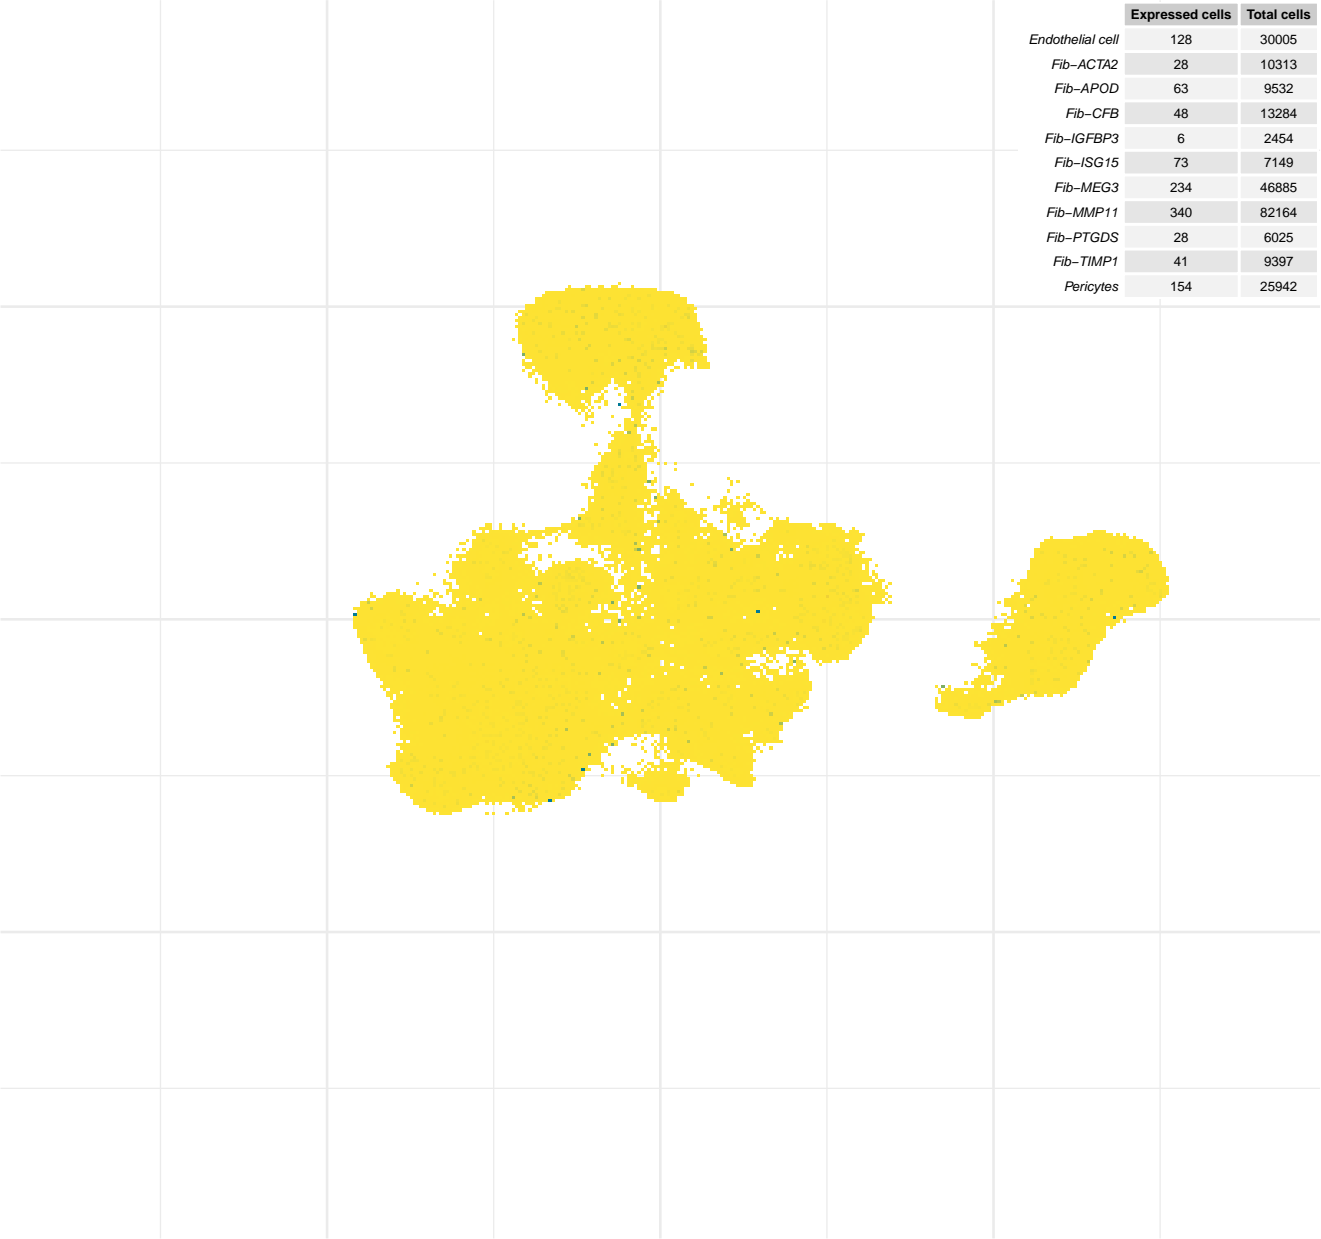 Expressed cells Total cells
Endothelial cell 128 30005
Fib−ACTA2 28 10313
Fib−APOD 63 9532
Fib−CFB 48 13284
Fib−IGFBP3 6 2454
Fib−ISG15 73 7149
Fib−MEG3 234 46885
Fib−MMP11 340 82164
Fib−PTGDS 28 6025
Fib−TIMP1 41 9397
Pericytes 154 25942